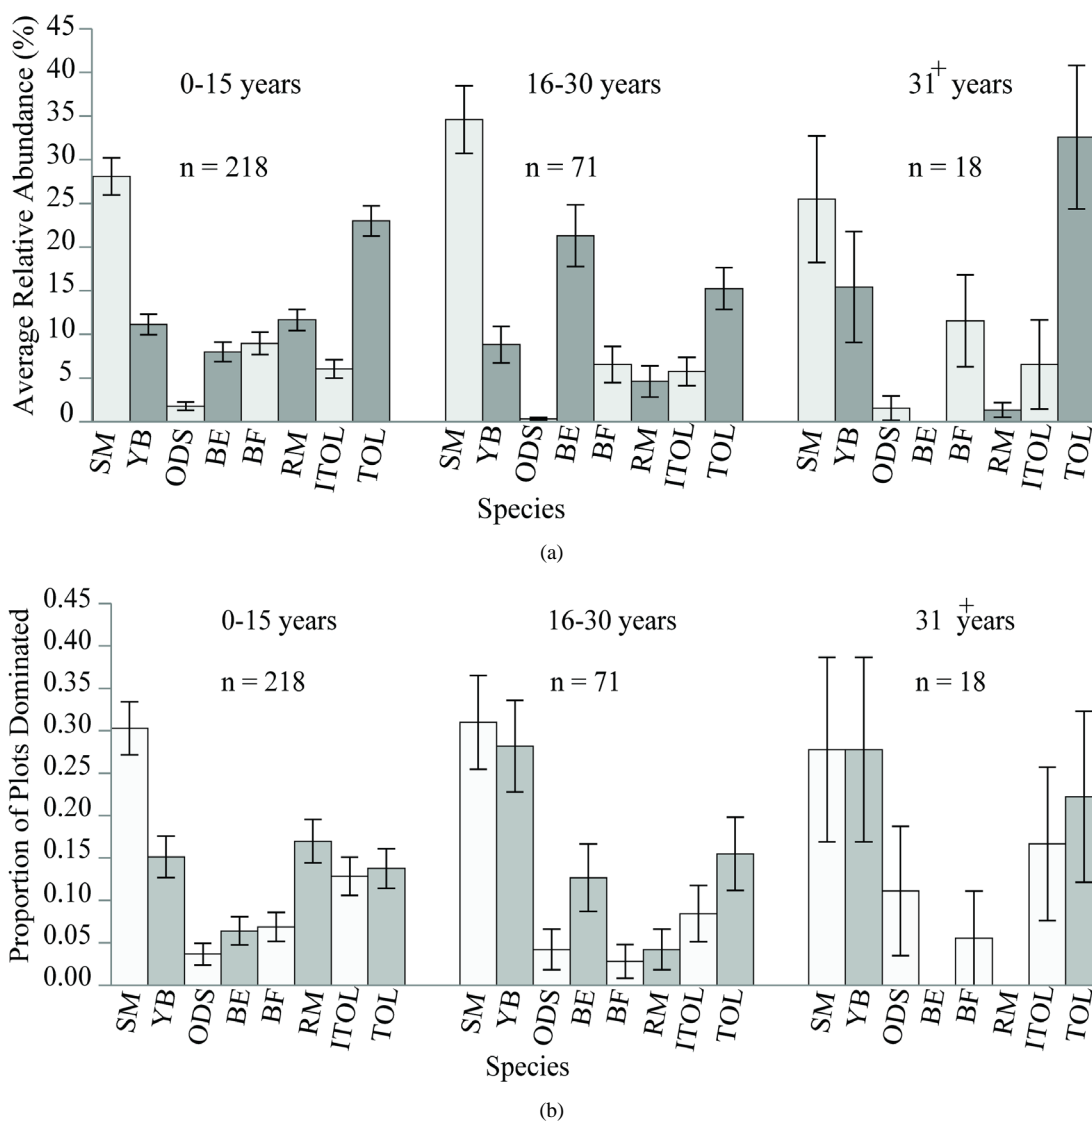 Average Relative Abundance (%)
45
40
35
30
25
20
15
10
5
0
0-15 years
n = 218
16-30 years
n = 71
31+ years
n = 18
SM YB ODS BE BF RM ITOL TOL
SM YB ODS BE BF RM ITOL TOL
SM YB ODS BE BF RM ITOL TOL
Species
(a)
Proportion of Plots Dominated
0.45
0.40
0.35
0.30
0.25
0.20
0.15
0.10
0.05
0.00
0-15 years
n = 218
16-30 years
n = 71
31 + years
n = 18
SM YB ODS BE BF RM ITOL TOL
SM YB ODS BE BF RM ITOL TOL
SM YB ODS BE BF RM ITOL TOL
Species
(b)